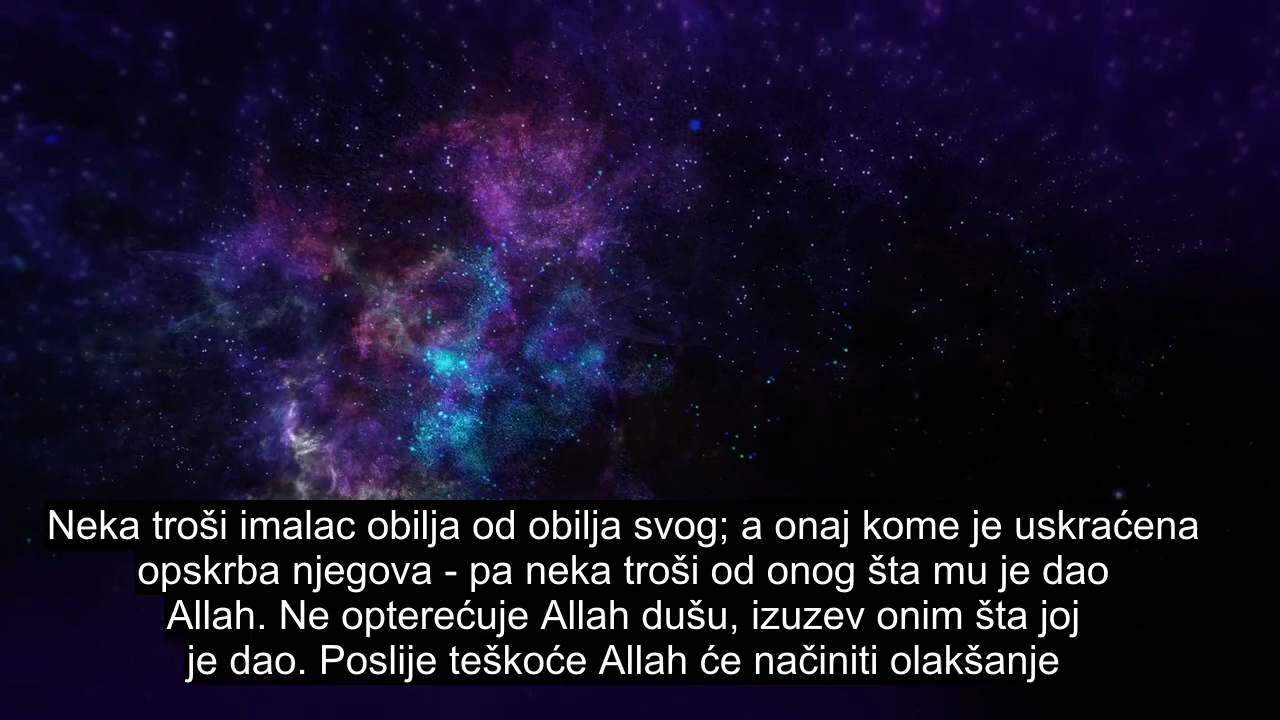 Neka troši imalac obilja od obilja svog; a onaj kome je uskraćena
opskrba njegova - pa neka troši od onog šta mu je dao
Allah. Ne opterećuje Allah dušu, izuzev onim šta joj
je dao. Poslije teškoće Allah će načiniti olakšanje